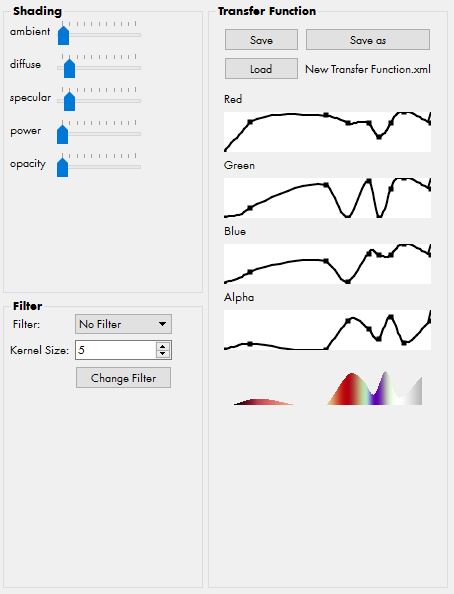 Shading
ambient
diffuse
specular
power
opacity
Filter
Filter: No Filter
Kernel Size: 5
Change Filter
Transfer Function
Save Save as
Load New Transfer Function.xml
Red
Green
Blue
Alpha